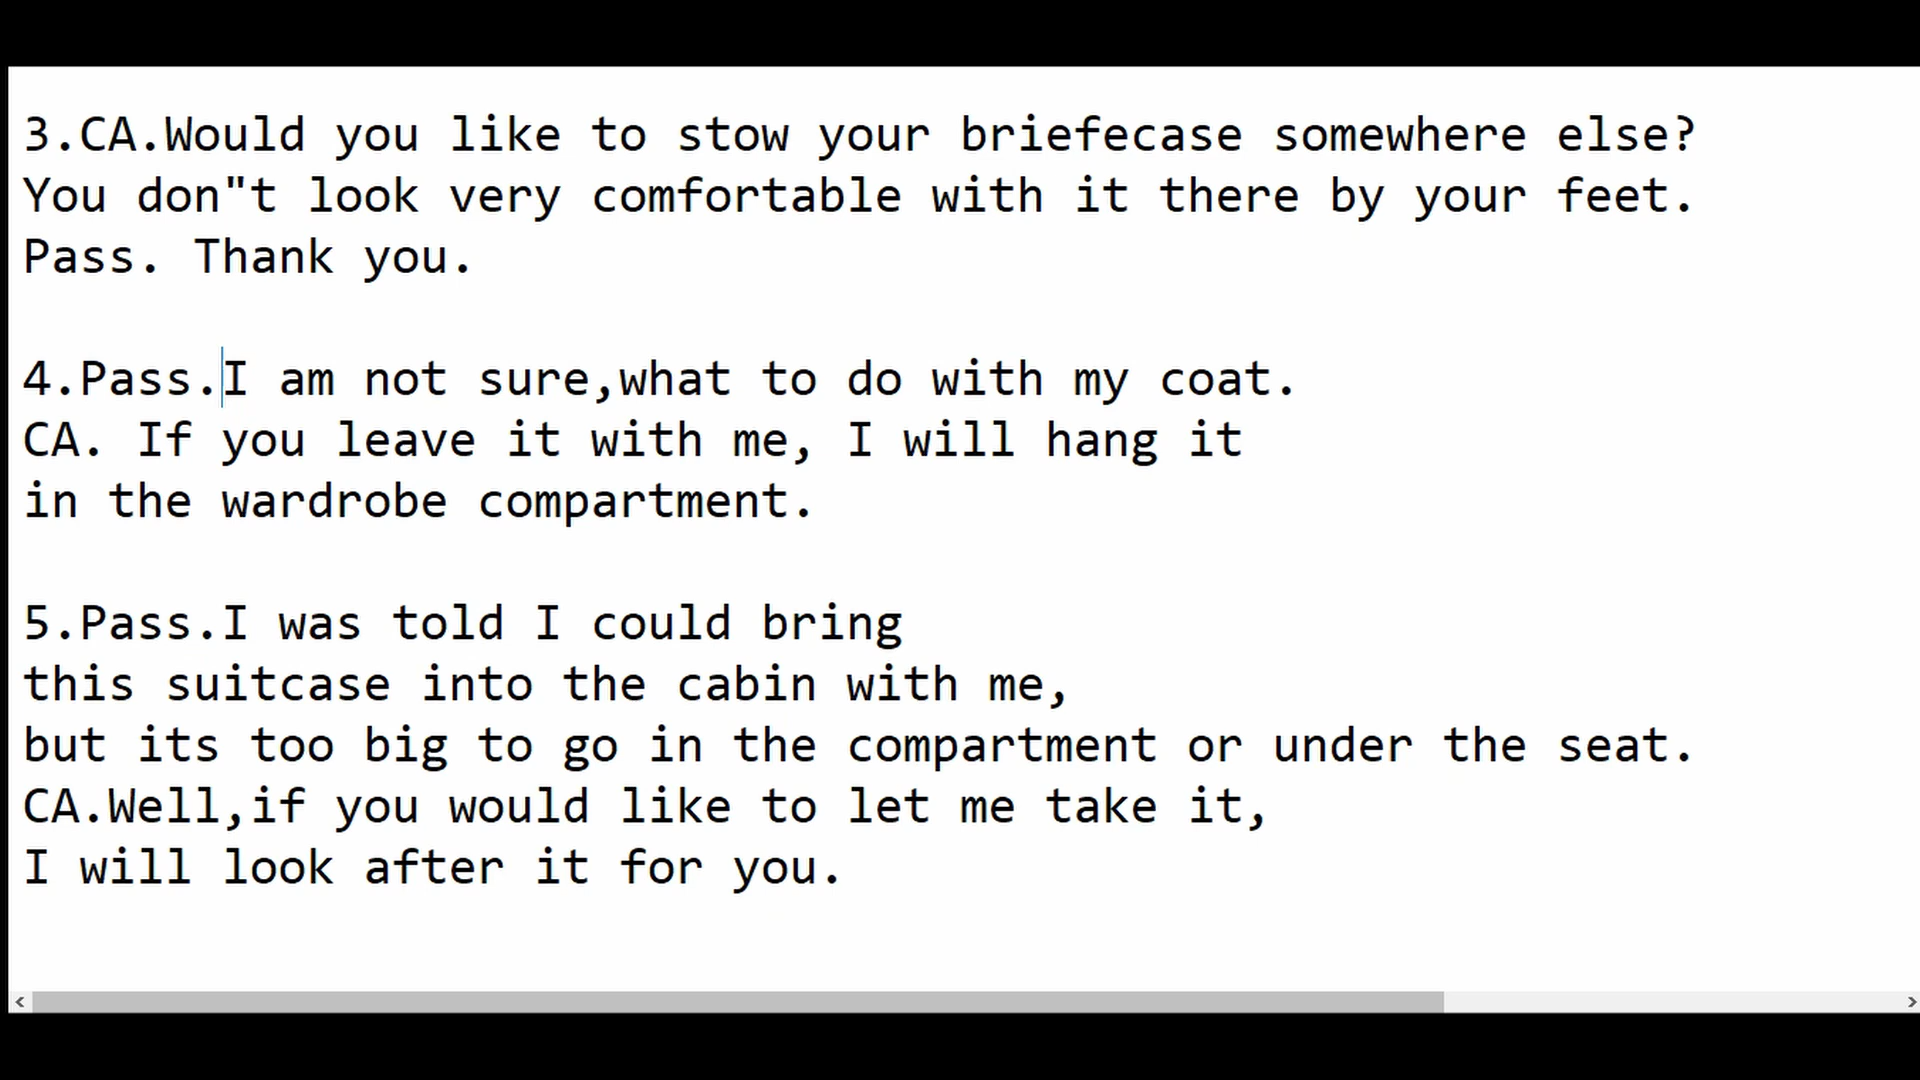 3.CA.Would you like to stow your briefecase somewhere else?
You don"t look very comfortable with it there by your feet.
Pass. Thank you.
4.Pass.I am not sure,what to do with my coat.
CA. If you leave it with me, I will hang it
in the wardrobe compartment.
5.Pass.I was told I could bring
this suitcase into the cabin with me,
but its too big to go in the compartment or under the seat.
CA.Well,if you would like to let me take it,
I will look after it for you.